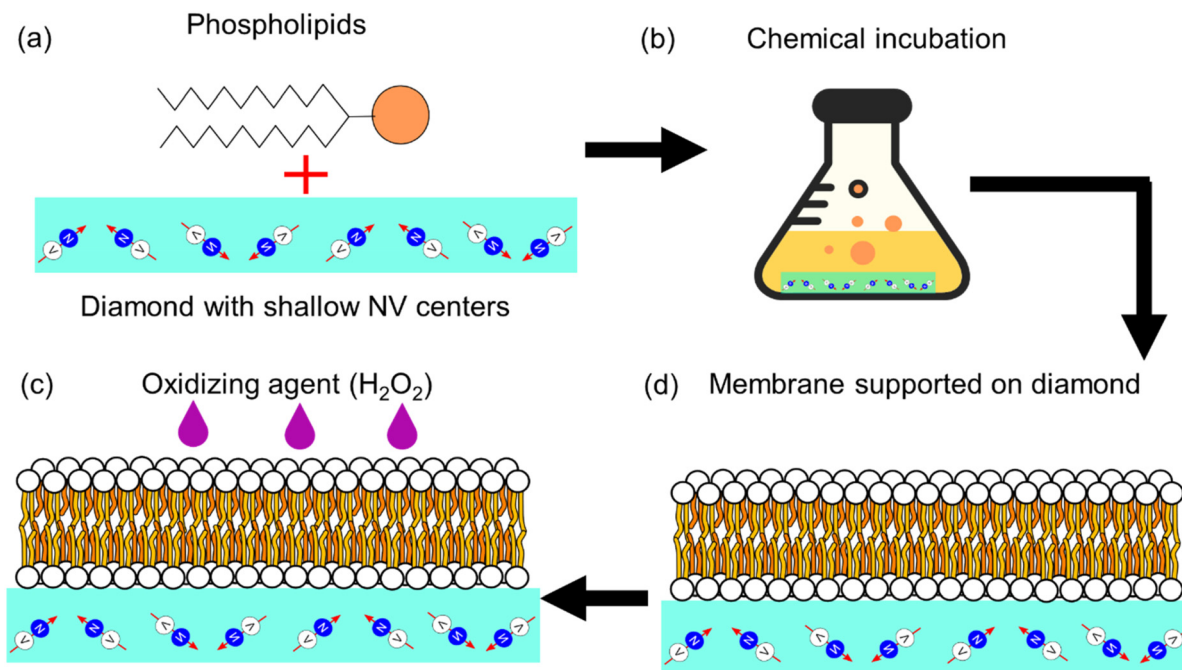 (a)
Phospholipids
V N N V V N N V V N N V V N N V
Diamond with shallow NV centers
(b)
Chemical incubation
(c)
Oxidizing agent (H₂O₂)
V N N V V N N V V N N V V N N V
(d)
Membrane supported on diamond
V N N V V N N V V N N V V N N V